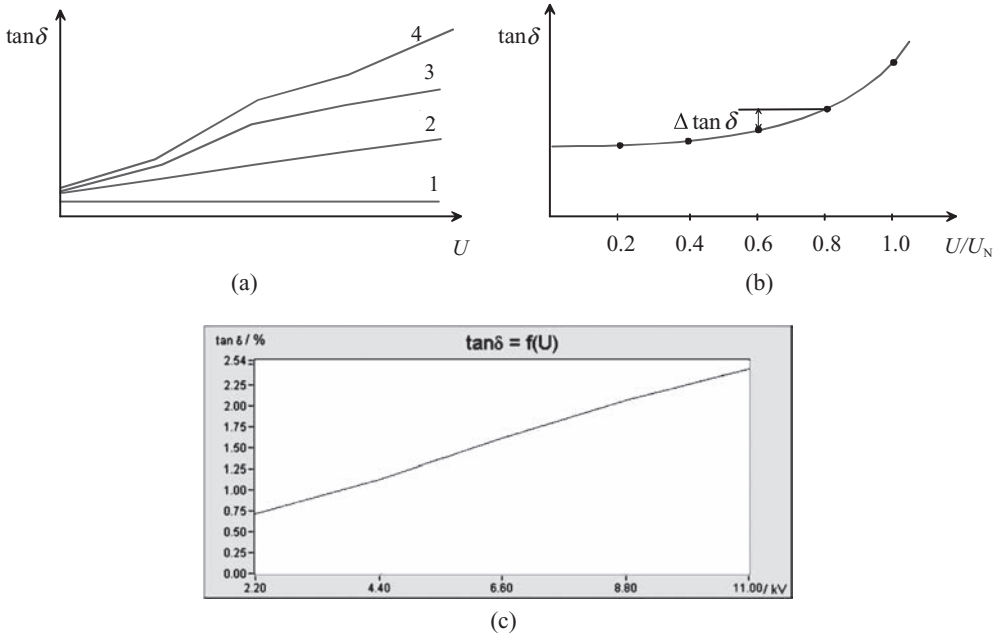 tanδ
4
3
2
1
U
(a)
tanδ
Δ tan δ
0.2 0.4 0.6 0.8 1.0 U/U_N
(b)
tan δ / % tanδ = f(U)
2.54
2.25
2.00
1.75
1.50
1.25
1.00
0.75
0.50
0.25
0.00
2.20 4.40 6.60 8.80 11.00 / kV
(c)